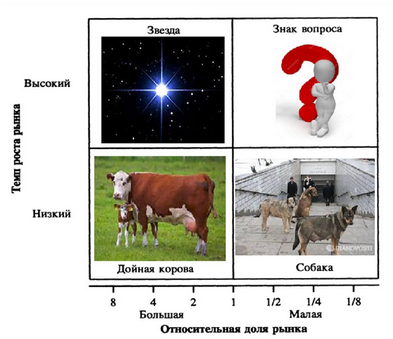 Звезда
Знак вопроса
Высокий
Темп роста рынка
Низкий
Дойная корова
Собака
8 4 2 1 1/2 1/4 1/8
Большая
Малая
Относительная доля рынка